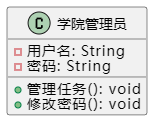 C 学院管理员
用户名: String
密码: String
管理任务(): void
修改密码(): void